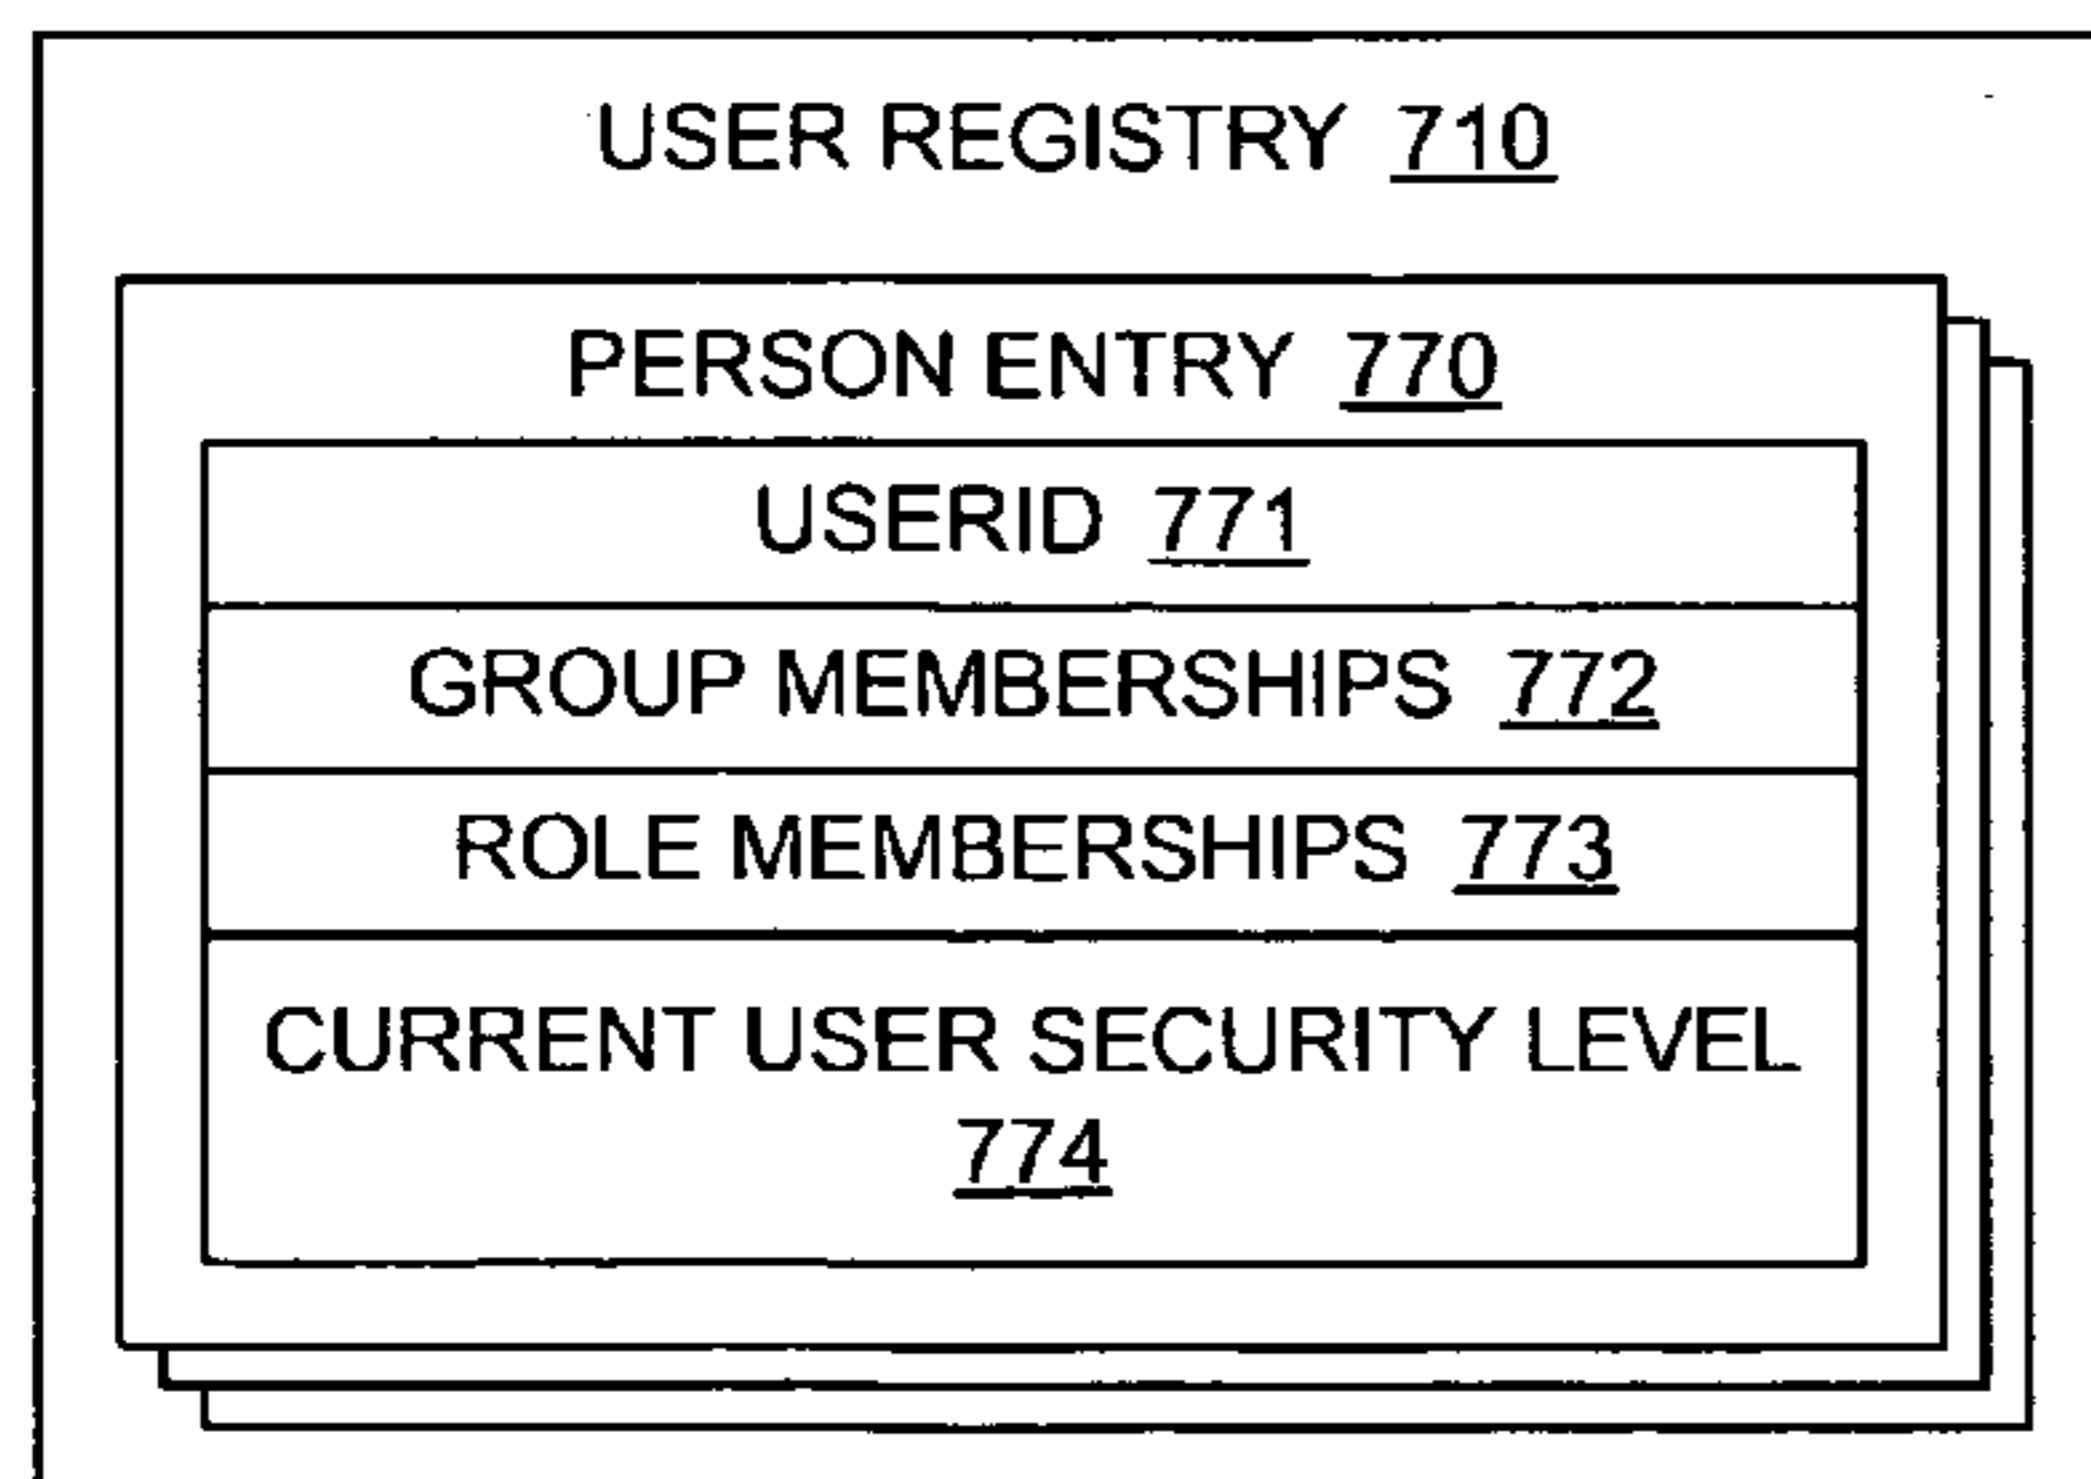 USER REGISTRY 710
PERSON ENTRY 770
USERID 771
GROUP MEMBERSHIPS 772
ROLE MEMBERSHIPS 773
CURRENT USER SECURITY LEVEL
774